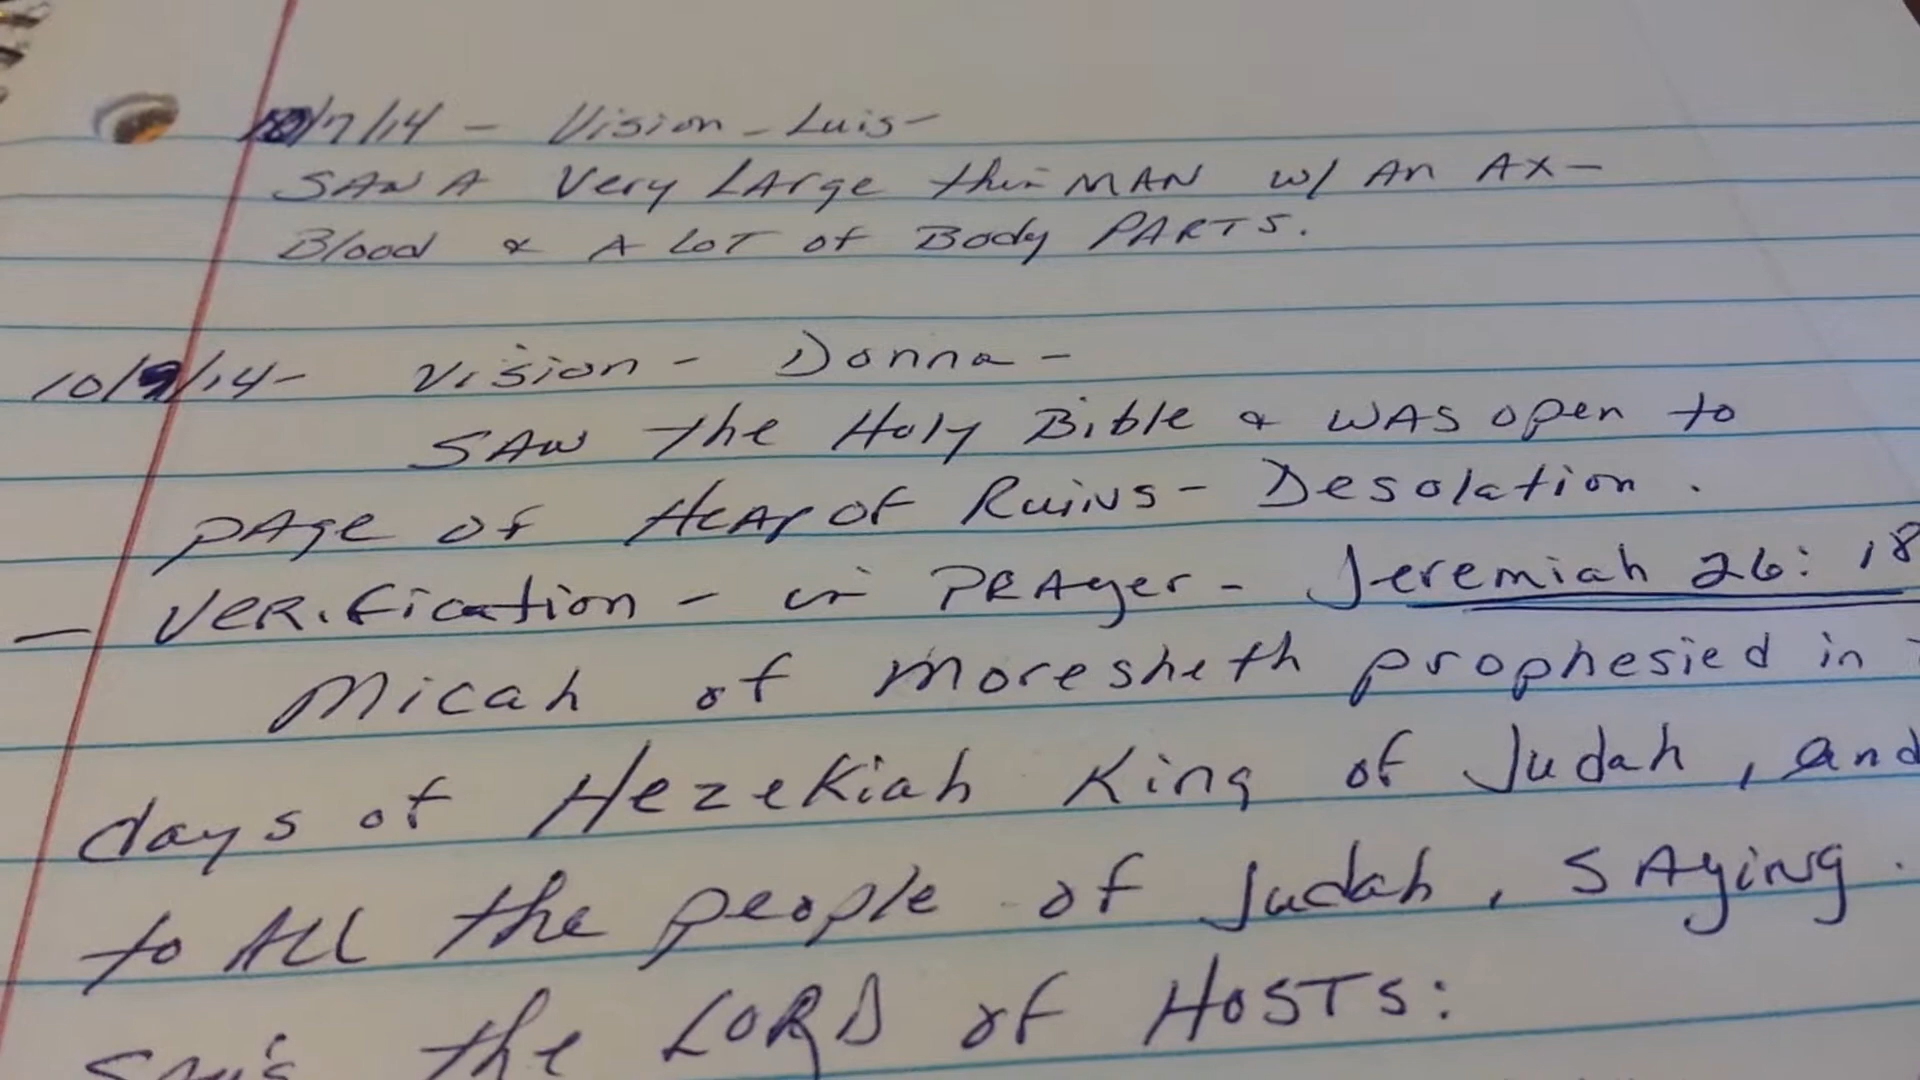 10/7/14 - Vision - Luis -
SAW A Very LArge thin MAN w/ An AX -
Blood & A LOT of Body PARTS.
10/9/14 - Vision - Donna -
SAW the Holy Bible & WAS open to
pAge of HeAp of Ruins - Desolation .
- VERification - in PRAyer - Jeremiah 26:18
Micah of Moresheth prophesied in
days of Hezekiah King of Judah, and
to ALL the people of Judah, SAying
the LORD of HOSTS: